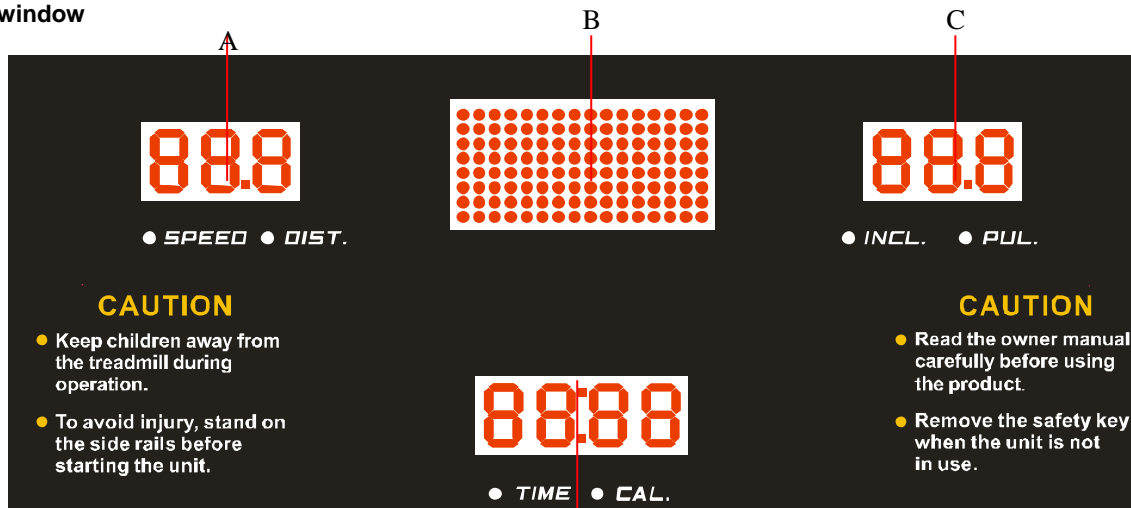 window
A B C
88.8 88.8
SPEED DIST. INCL. PUL.
CAUTION
Keep children away from
the treadmill during
operation.
To avoid injury, stand on
the side rails before
starting the unit.
88:88
TIME CAL.
CAUTION
Read the owner manual
carefully before using
the product.
Remove the safety key
when the unit is not
in use.